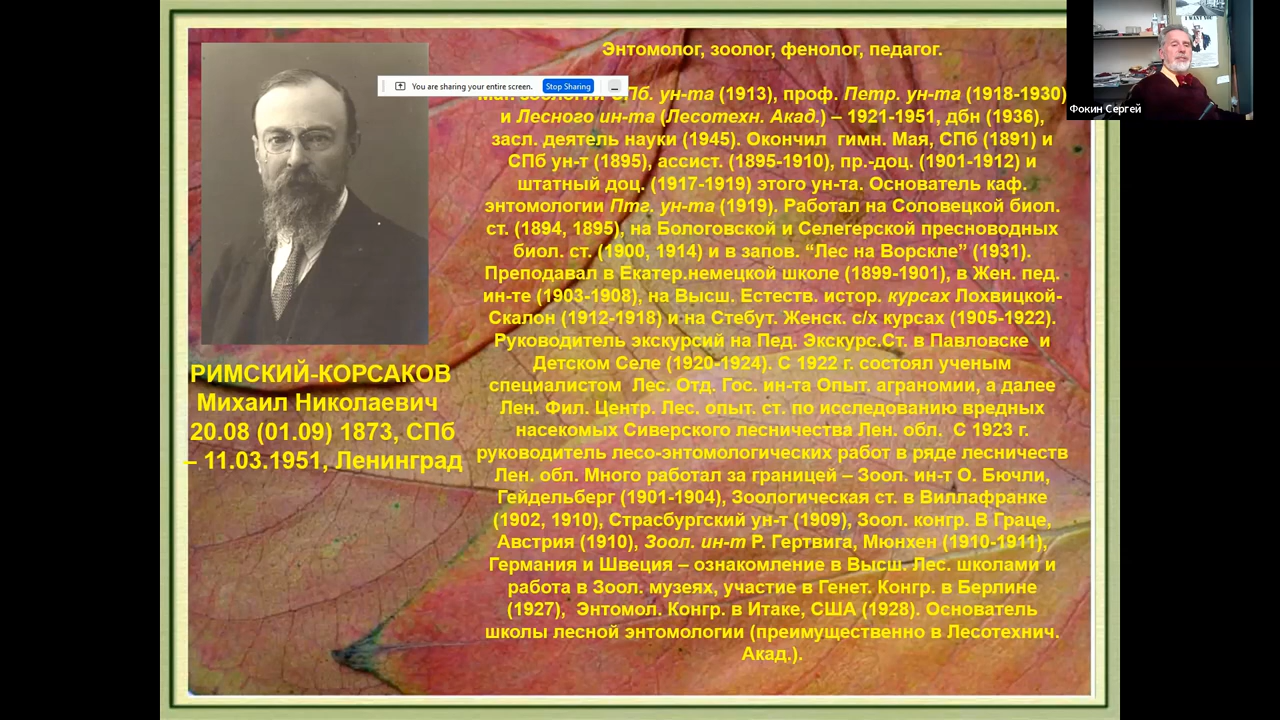 Энтомолог, зоолог, фенолог, педагог.
You are sharing your entire screen. Stop Sharing
СПб. ун-та (1913), проф. Петр. ун-та (1918-1930)
и Лесного ин-та (Лесотехн. Акад.) – 1921-1951, дбн (1936),
засл. деятель науки (1945). Окончил гимн. Мая, СПб (1891) и
СПб ун-т (1895), ассист. (1895-1910), пр.-доц. (1901-1912) и
штатный доц. (1917-1919) этого ун-та. Основатель каф.
энтомологии Птг. ун-та (1919). Работал на Соловецкой биол.
ст. (1894, 1895), на Бологовской и Селегерской пресноводных
биол. ст. (1900, 1914) и в запов. “Лес на Ворскле” (1931).
Преподавал в Екатер.немецкой школе (1899-1901), в Жен. пед.
ин-те (1903-1908), на Высш. Естеств. истор. курсах Лохвицкой-
Скалон (1912-1918) и на Стебут. Женск. с/х курсах (1905-1922).
Руководитель экскурсий на Пед. Экскурс.Ст. в Павловске и
Детском Селе (1920-1924). С 1922 г. состоял ученым
специалистом Лес. Отд. Гос. ин-та Опыт. аграномии, а далее
Лен. Фил. Центр. Лес. опыт. ст. по исследованию вредных
насекомых Сиверского лесничества Лен. обл. С 1923 г.
руководитель лесо-энтомологических работ в ряде лесничеств
Лен. обл. Много работал за границей – Зоол. ин-т О. Бючли,
Гейдельберг (1901-1904), Зоологическая ст. в Виллафранке
(1902, 1910), Страсбургский ун-т (1909), Зоол. конгр. В Граце,
Австрия (1910), Зоол. ин-т Р. Гертвига, Мюнхен (1910-1911),
Германия и Швеция – ознакомление в Высш. Лес. школами и
работа в Зоол. музеях, участие в Генет. Конгр. в Берлине
(1927), Энтомол. Конгр. в Итаке, США (1928). Основатель
школы лесной энтомологии (преимущественно в Лесотехнич.
Акад.).
РИМСКИЙ-КОРСАКОВ
Михаил Николаевич
20.08 (01.09) 1873, СПб
– 11.03.1951, Ленинград
I WANT YOU
Фокин Сергей